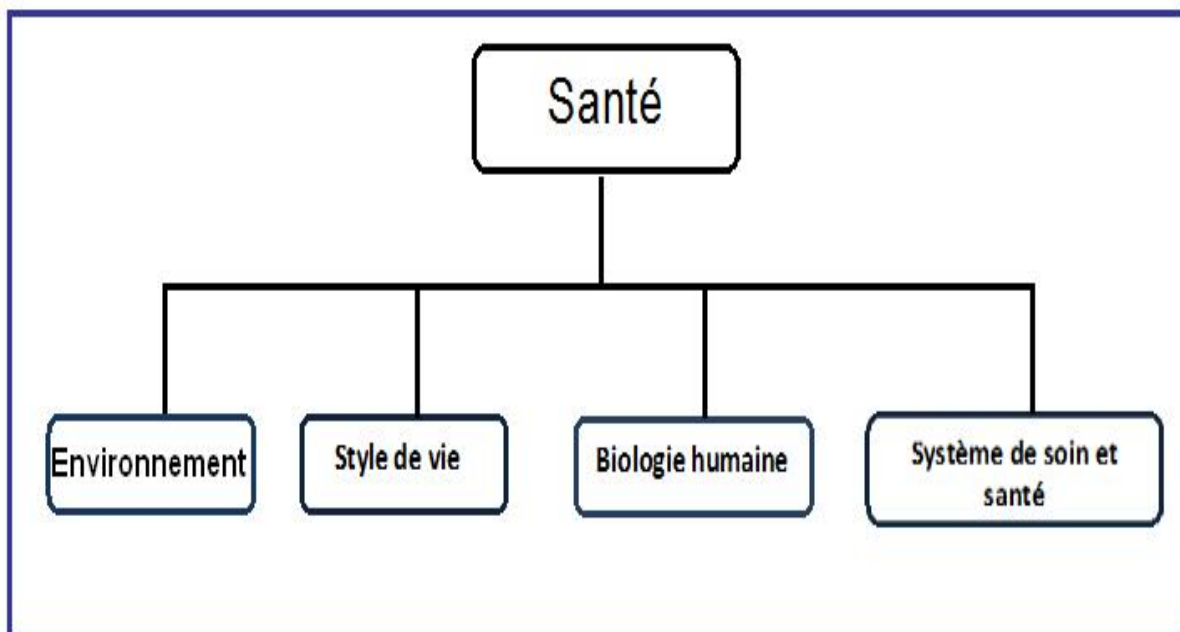 Santé
Environnement
Style de vie
Biologie humaine
Système de soin et
santé